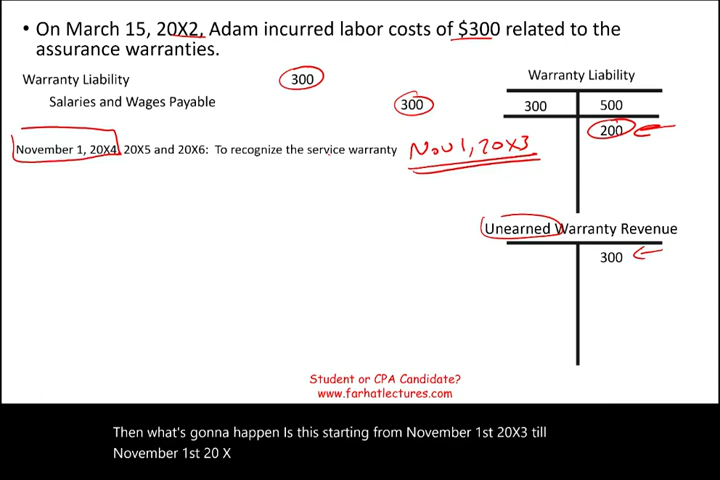 • On March 15, 20X2, Adam incurred labor costs of $300 related to the
assurance warranties.
Warranty Liability 300
Salaries and Wages Payable 300
Warranty Liability
300 500
200
November 1, 20X4, 20X5 and 20X6: To recognize the service warranty Nov 1, 20X3
Unearned Warranty Revenue
300
Student or CPA Candidate?
www.farhatlectures.com
Then what's gonna happen Is this starting from November 1st 20X3 till
November 1st 20 X